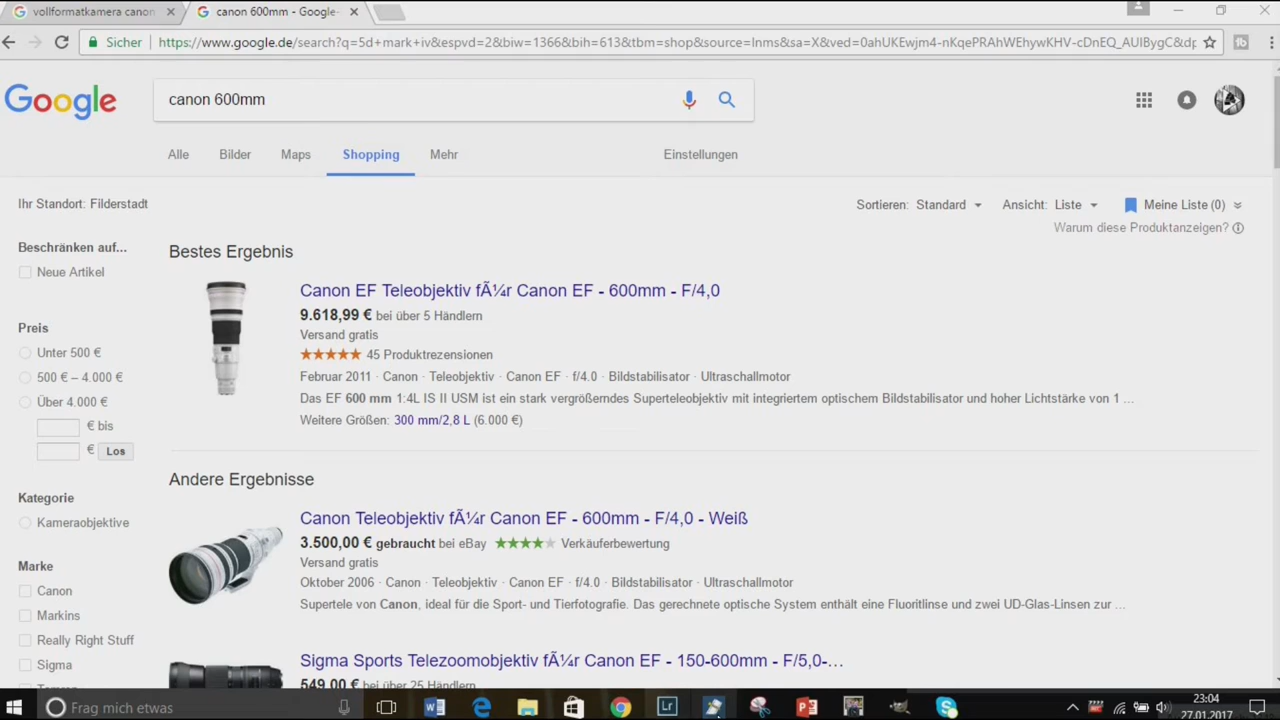 vollformatkamera canon
canon 600mm - Google-
Sicher
https://www.google.de/search?q=5d+mark+iv&espvd=2&biw=1366&bih=613&tbm=shop&source=lnms&sa=X&ved=0ahUKEwjm4-nKqePRAhWEhywKHV-cDnEQ_AUIBygC&dp
Google
canon 600mm
Alle
Bilder
Maps
Shopping
Mehr
Einstellungen
Ihr Standort: Filderstadt
Sortieren: Standard
Ansicht: Liste
Meine Liste (0)
Warum diese Produktanzeigen?
Beschränken auf...
Neue Artikel
Preis
Unter 500 €
500 € – 4.000 €
Über 4.000 €
€ bis
€ Los
Kategorie
Kameraobjektive
Marke
Canon
Markins
Really Right Stuff
Sigma
Bestes Ergebnis
Canon EF Teleobjektiv fÃ¼r Canon EF - 600mm - F/4,0
9.618,99 € bei über 5 Händlern
Versand gratis
45 Produktrezensionen
Februar 2011 · Canon · Teleobjektiv · Canon EF · f/4.0 · Bildstabilisator · Ultraschallmotor
Das EF 600 mm 1:4L IS II USM ist ein stark vergrößerndes Superteleobjektiv mit integriertem optischem Bildstabilisator und hoher Lichtstärke von 1 ...
Weitere Größen: 300 mm/2,8 L (6.000 €)
Andere Ergebnisse
Canon Teleobjektiv fÃ¼r Canon EF - 600mm - F/4,0 - Weiß
3.500,00 € gebraucht bei eBay Verkäuferbewertung
Versand gratis
Oktober 2006 · Canon · Teleobjektiv · Canon EF · f/4.0 · Bildstabilisator · Ultraschallmotor
Supertele von Canon, ideal für die Sport- und Tierfotografie. Das gerechnete optische System enthält eine Fluoritlinse und zwei UD-Glas-Linsen zur ...
Sigma Sports Telezoomobjektiv fÃ¼r Canon EF - 150-600mm - F/5,0-...
549,00 € bei über 25 Händlern
Frag mich etwas
Lr
23:04
27.01.2017